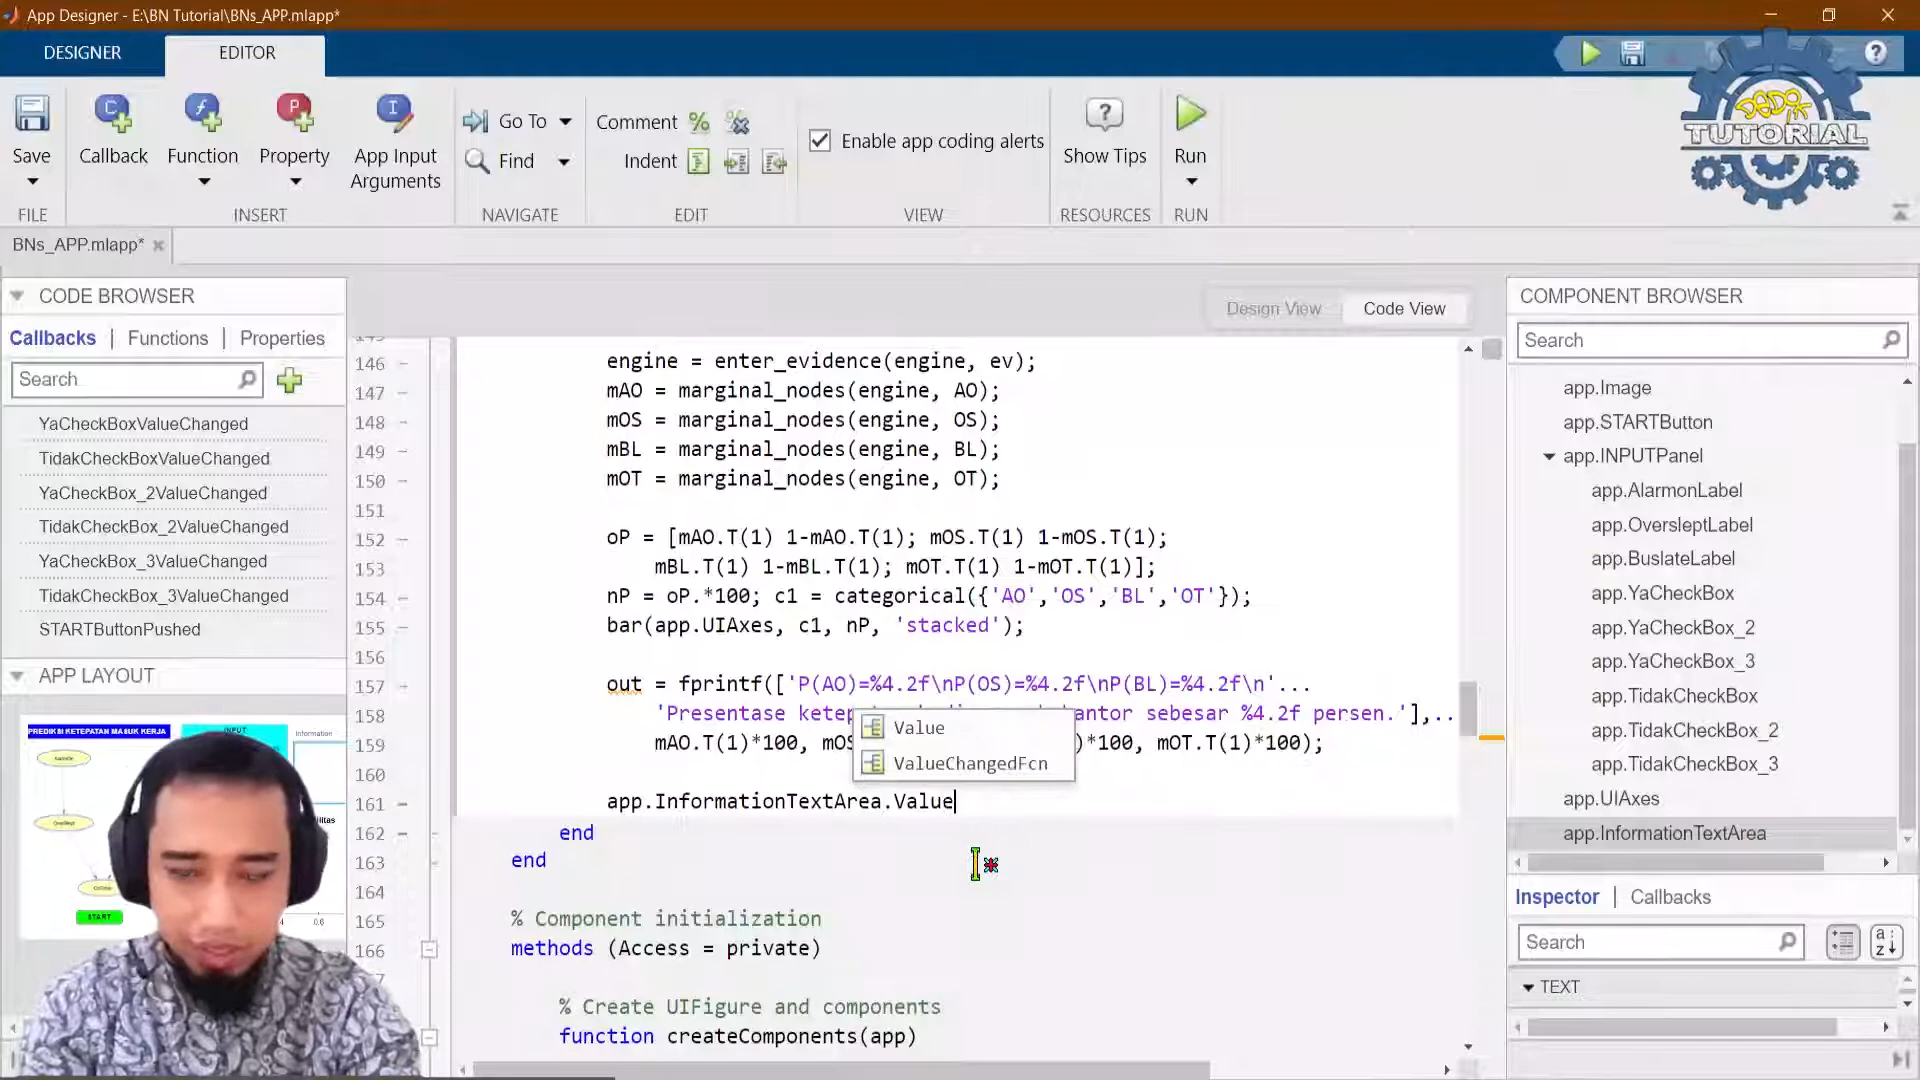 App Designer - E:\BN Tutorial\BNs_APP.mlapp*
DESIGNER
EDITOR
Save
Callback
Function
Property
App Input
Arguments
Go To
Find
Comment
Indent
Enable app coding alerts
Show Tips
Run
TUTORIAL
FILE
INSERT
NAVIGATE
EDIT
VIEW
RESOURCES
RUN
BNs_APP.mlapp*
CODE BROWSER
Callbacks
Functions
Properties
Search
YaCheckBoxValueChanged
TidakCheckBoxValueChanged
YaCheckBox_2ValueChanged
TidakCheckBox_2ValueChanged
YaCheckBox_3ValueChanged
TidakCheckBox_3ValueChanged
STARTButtonPushed
APP LAYOUT
PREDIKSI KETEPATAN MASUK KERJA
INPUT
Information
START
0.6
Design View
Code View
146 engine = enter_evidence(engine, ev);
147 mAO = marginal_nodes(engine, AO);
148 mOS = marginal_nodes(engine, OS);
149 mBL = marginal_nodes(engine, BL);
150 mOT = marginal_nodes(engine, OT);
151
152 oP = [mAO.T(1) 1-mAO.T(1); mOS.T(1) 1-mOS.T(1);
153 mBL.T(1) 1-mBL.T(1); mOT.T(1) 1-mOT.T(1)];
154 nP = oP.*100; c1 = categorical({'AO','OS','BL','OT'});
155 bar(app.UIAxes, c1, nP, 'stacked');
156
157 out = fprintf(['P(AO)=%4.2f\nP(OS)=%4.2f\nP(BL)=%4.2f\n'...
158 'Presentase sebesar %4.2f persen.'],..
159 mAO.T(1)*100, )*100, mOT.T(1)*100);
Value
ValueChangedFcn
160
161 app.InformationTextArea.Value
162 end
163 end
164
165 % Component initialization
166 methods (Access = private)
% Create UIFigure and components
function createComponents(app)
COMPONENT BROWSER
Search
app.Image
app.STARTButton
app.INPUTPanel
app.AlarmonLabel
app.OversleptLabel
app.BuslateLabel
app.YaCheckBox
app.YaCheckBox_2
app.YaCheckBox_3
app.TidakCheckBox
app.TidakCheckBox_2
app.TidakCheckBox_3
app.UIAxes
app.InformationTextArea
Inspector
Callbacks
Search
TEXT